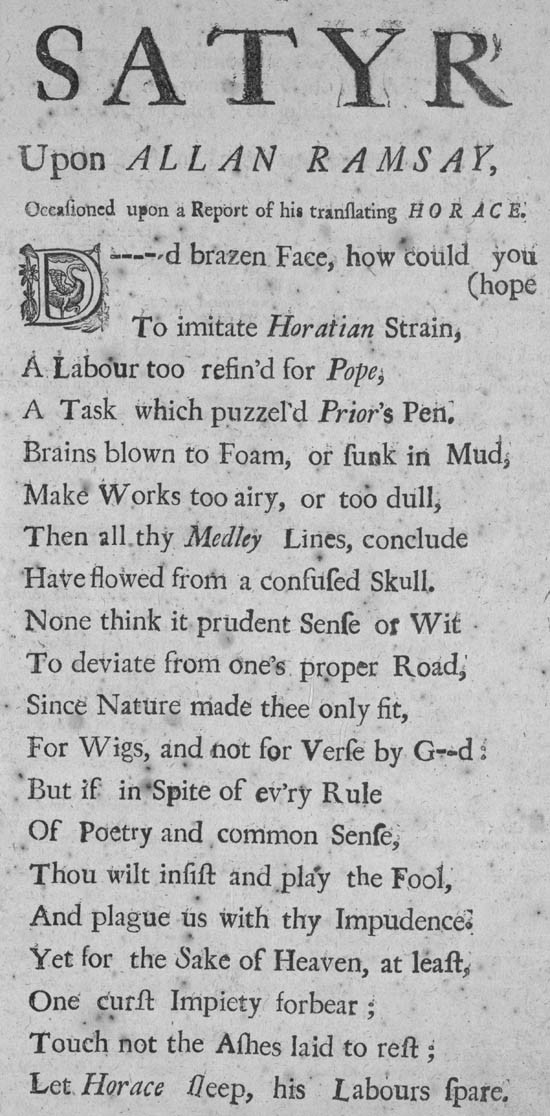 SATYR
Upon ALLAN RAMSAY,
Occaſioned upon a Report of his tranſlating HORACE.
D----d brazen Face, how could you
(hope
To imitate Horatian Strain,
A Labour too refin'd for Pope,
A Task which puzzel'd Prior's Pen.
Brains blown to Foam, or ſunk in Mud,
Make Works too airy, or too dull,
Then all thy Medley Lines, conclude
Have flowed from a confuſed Skull.
None think it prudent Senſe or Wit
To deviate from one's proper Road,
Since Nature made thee only fit,
For Wigs, and not for Verſe by G--d:
But if in Spite of ev'ry Rule
Of Poetry and common Senſe,
Thou wilt inſiſt and play the Fool,
And plague us with thy Impudence:
Yet for the Sake of Heaven, at leaſt,
One curſt Impiety forbear;
Touch not the Aſhes laid to reſt;
Let Horace ſleep, his Labours ſpare.